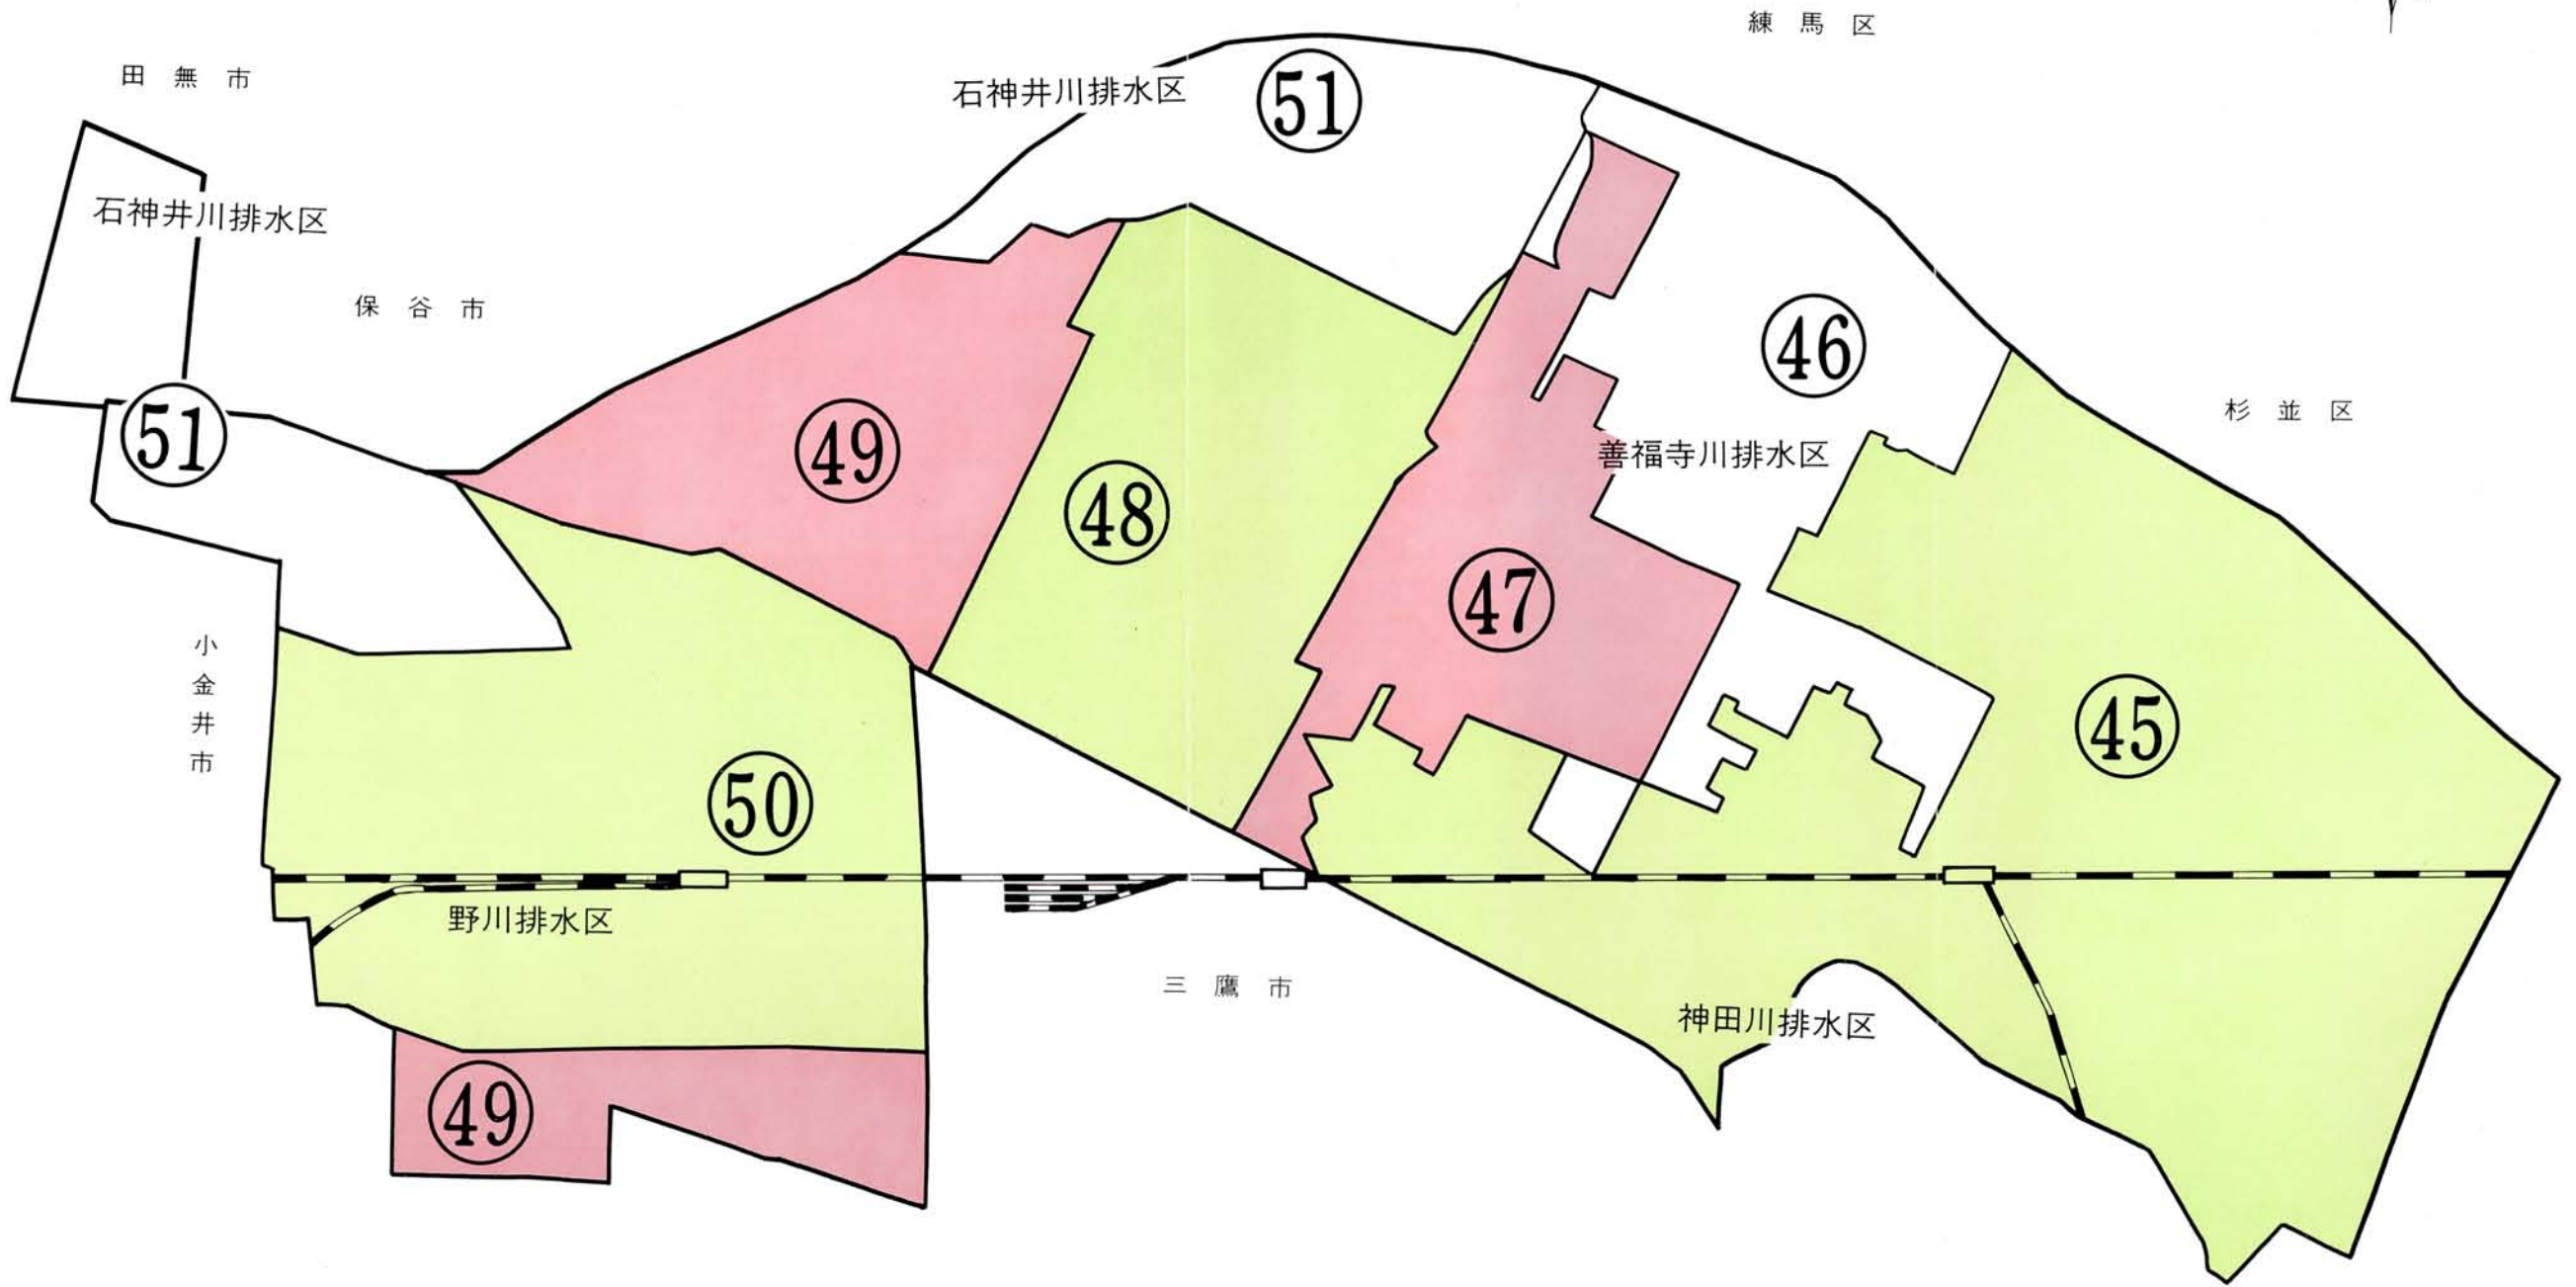 練馬区
田無市
石神井川排水区
51
石神井川排水区
保谷市
46
杉並区
51
49
善福寺川排水区
48
47
小金井市
45
50
野川排水区
三鷹市
神田川排水区
49